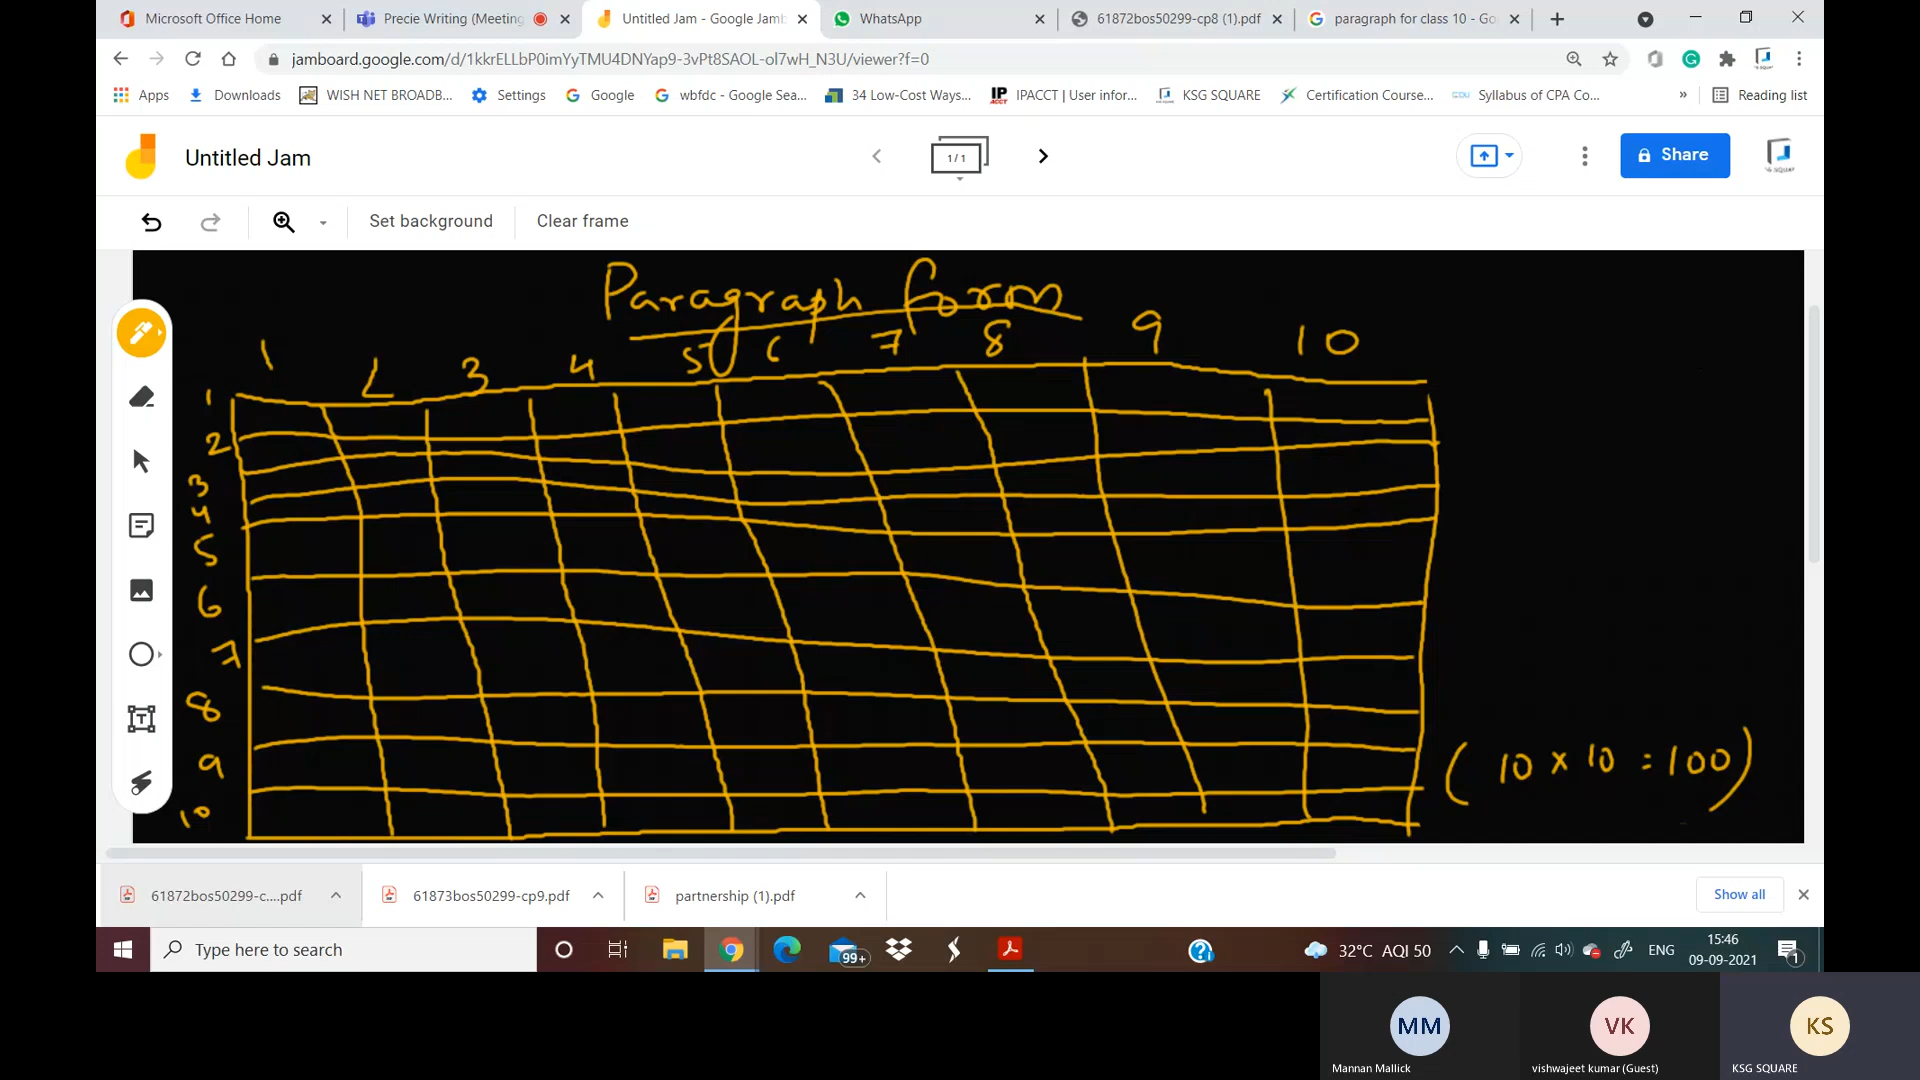 Microsoft Office Home
Precie Writing (Meeting
Untitled Jam - Google Jamb
WhatsApp
61872bos50299-cp8 (1).pdf
paragraph for class 10 - Go
jamboard.google.com/d/1kkrELLbP0imYyTMU4DNYap9-3vPt8SAOL-ol7wH_N3U/viewer?f=0
Apps
Downloads
WISH NET BROADB...
Settings
Google
wbfdc - Google Sea...
34 Low-Cost Ways...
IPACCT | User infor...
KSG SQUARE
Certification Course...
Syllabus of CPA Co...
»
Reading list
Untitled Jam
1 / 1
Share
Set background
Clear frame
Paragraph form
1 2 3 4 5 6 7 8 9 10
1
2
3
4
5
6
7
8
9
10
(10 × 10 = 100)
61872bos50299-c....pdf
61873bos50299-cp9.pdf
partnership (1).pdf
Show all
Type here to search
99+
32°C AQI 50
ENG
15:46
09-09-2021
1
MM
VK
KS
Mannan Mallick
vishwajeet kumar (Guest)
KSG SQUARE